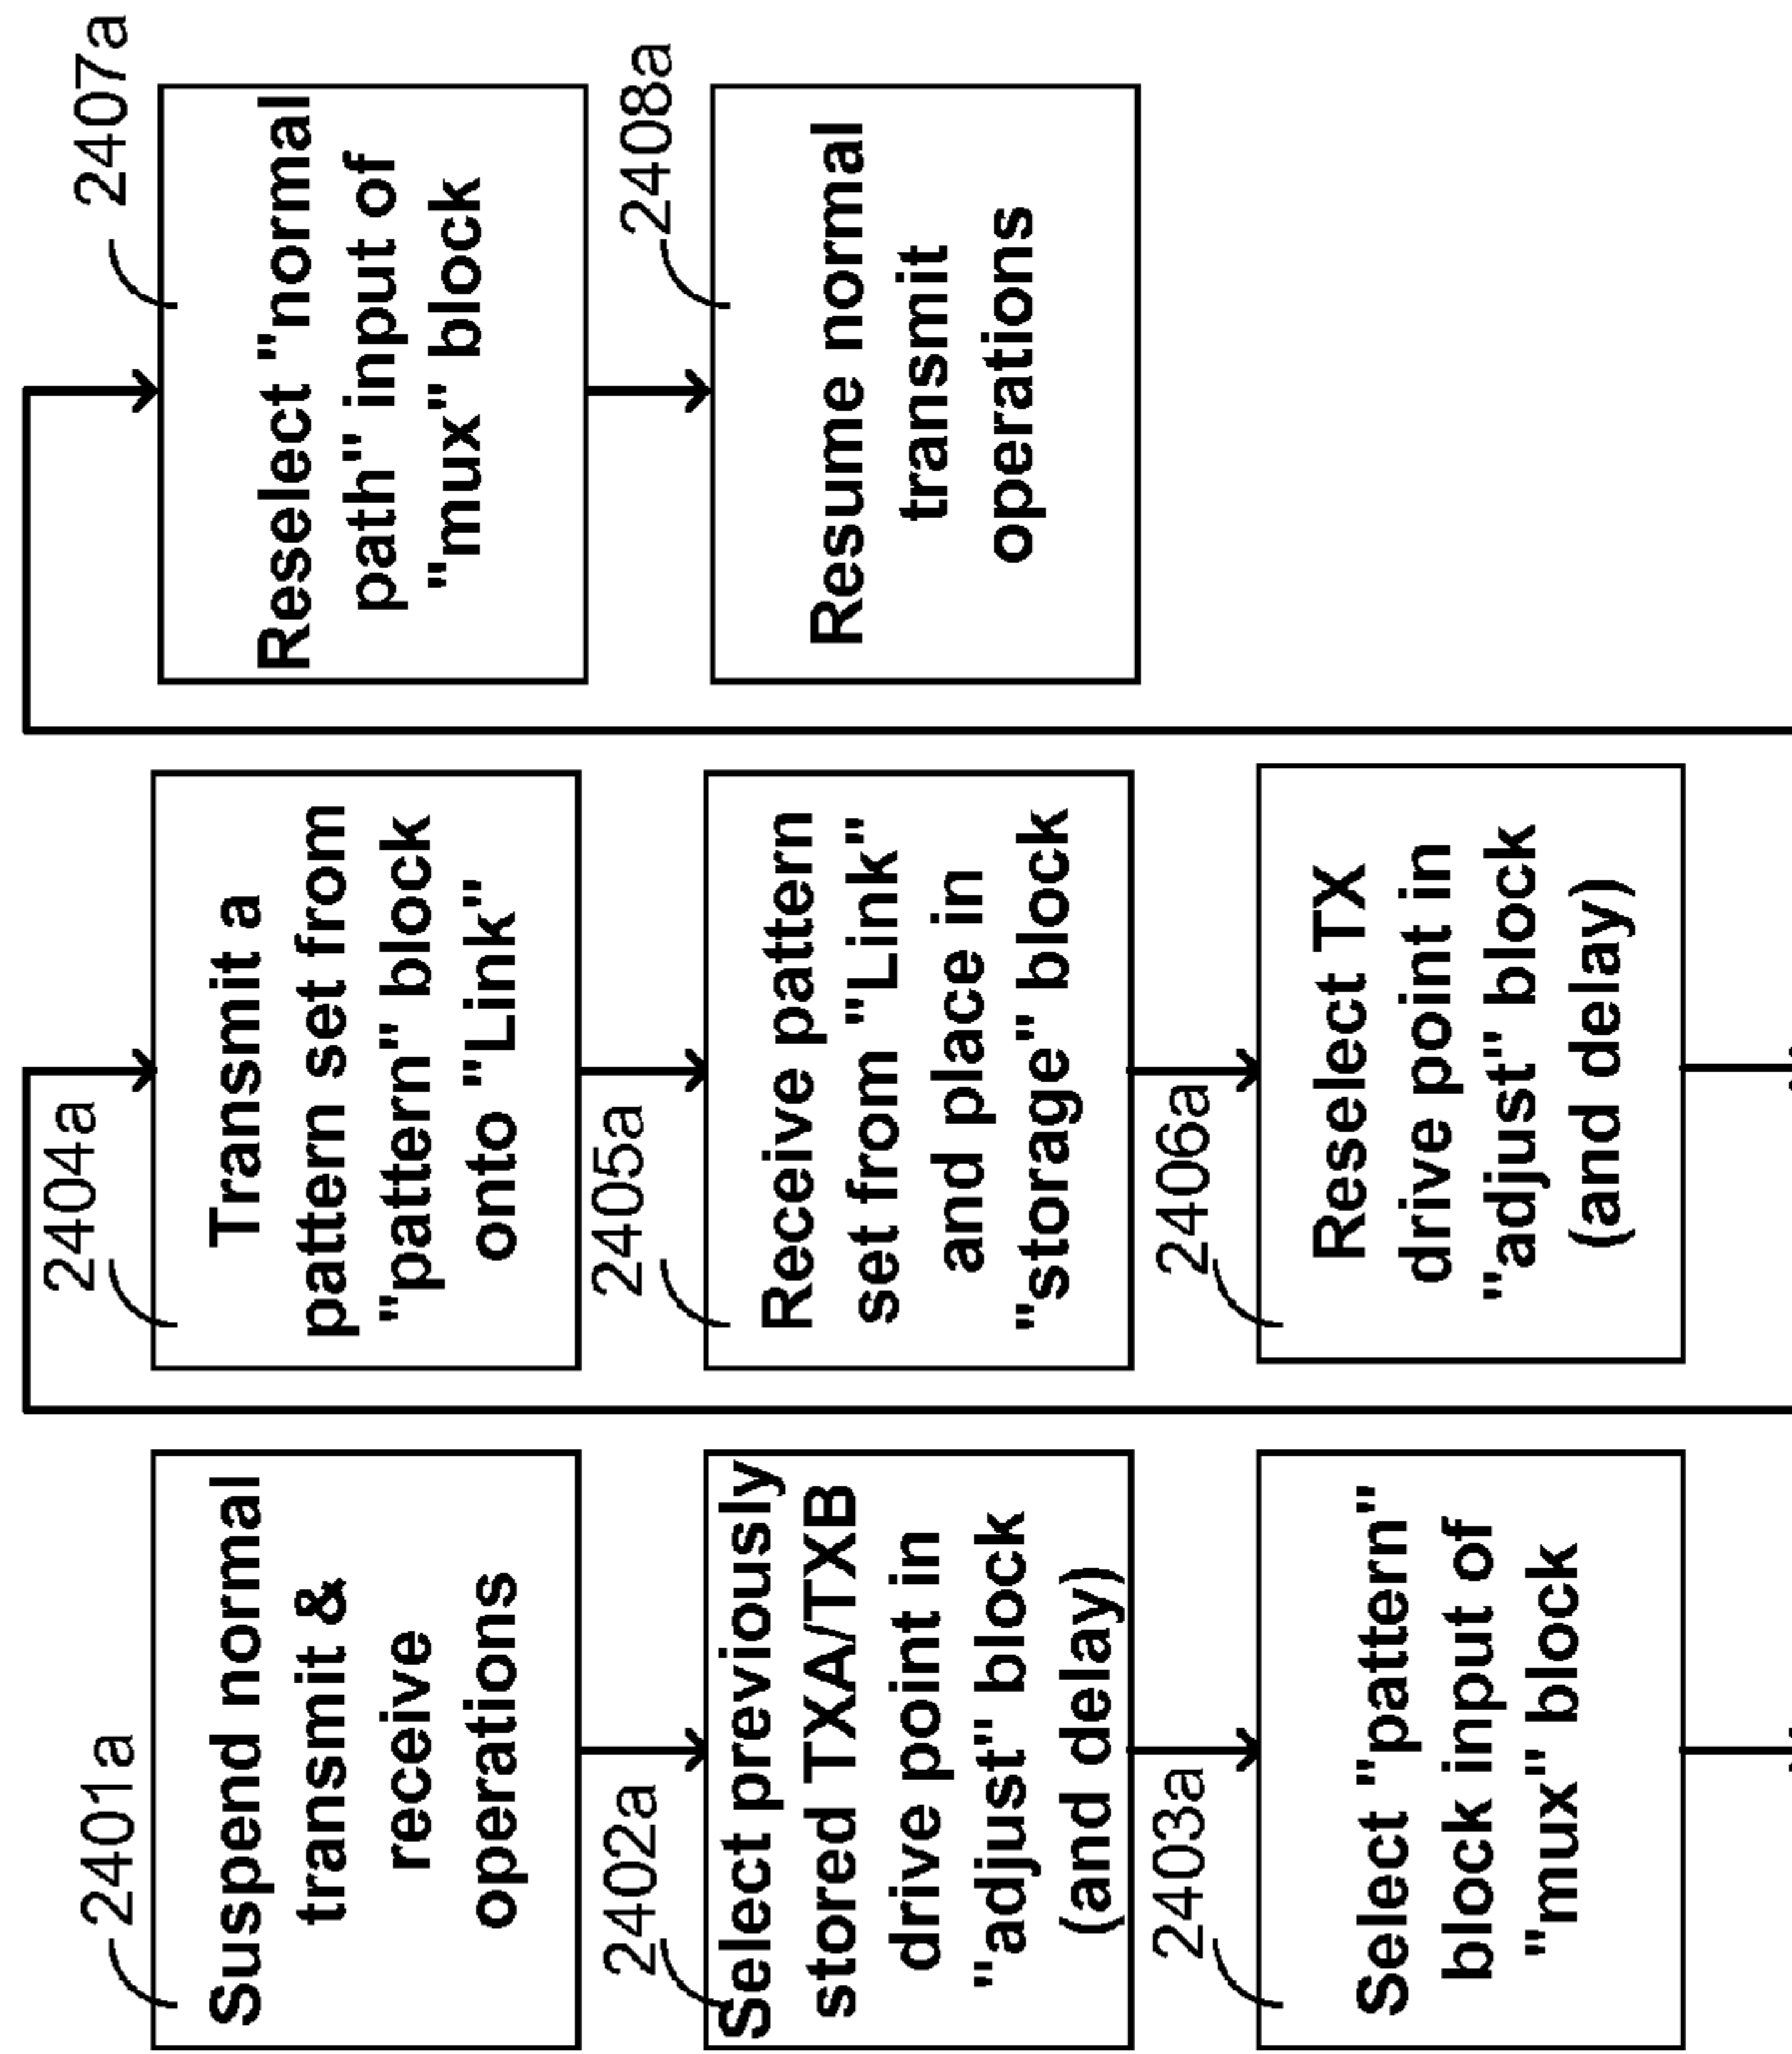 2401a
Suspend normal
transmit &
receive
operations
2402a
Select previously
stored TXA/TXB
drive point in
"adjust" block
(and delay)
2403a
Select "pattern"
block input of
"mux" block
2404a
Transmit a
pattern set from
"pattern" block
onto "Link"
2405a
Receive pattern
set from "Link"
and place in
"storage" block
2406a
Reselect TX
drive point in
"adjust" block
(and delay)
2407a
Reselect "normal
path" input of
"mux" block
2408a
Resume normal
transmit
operations